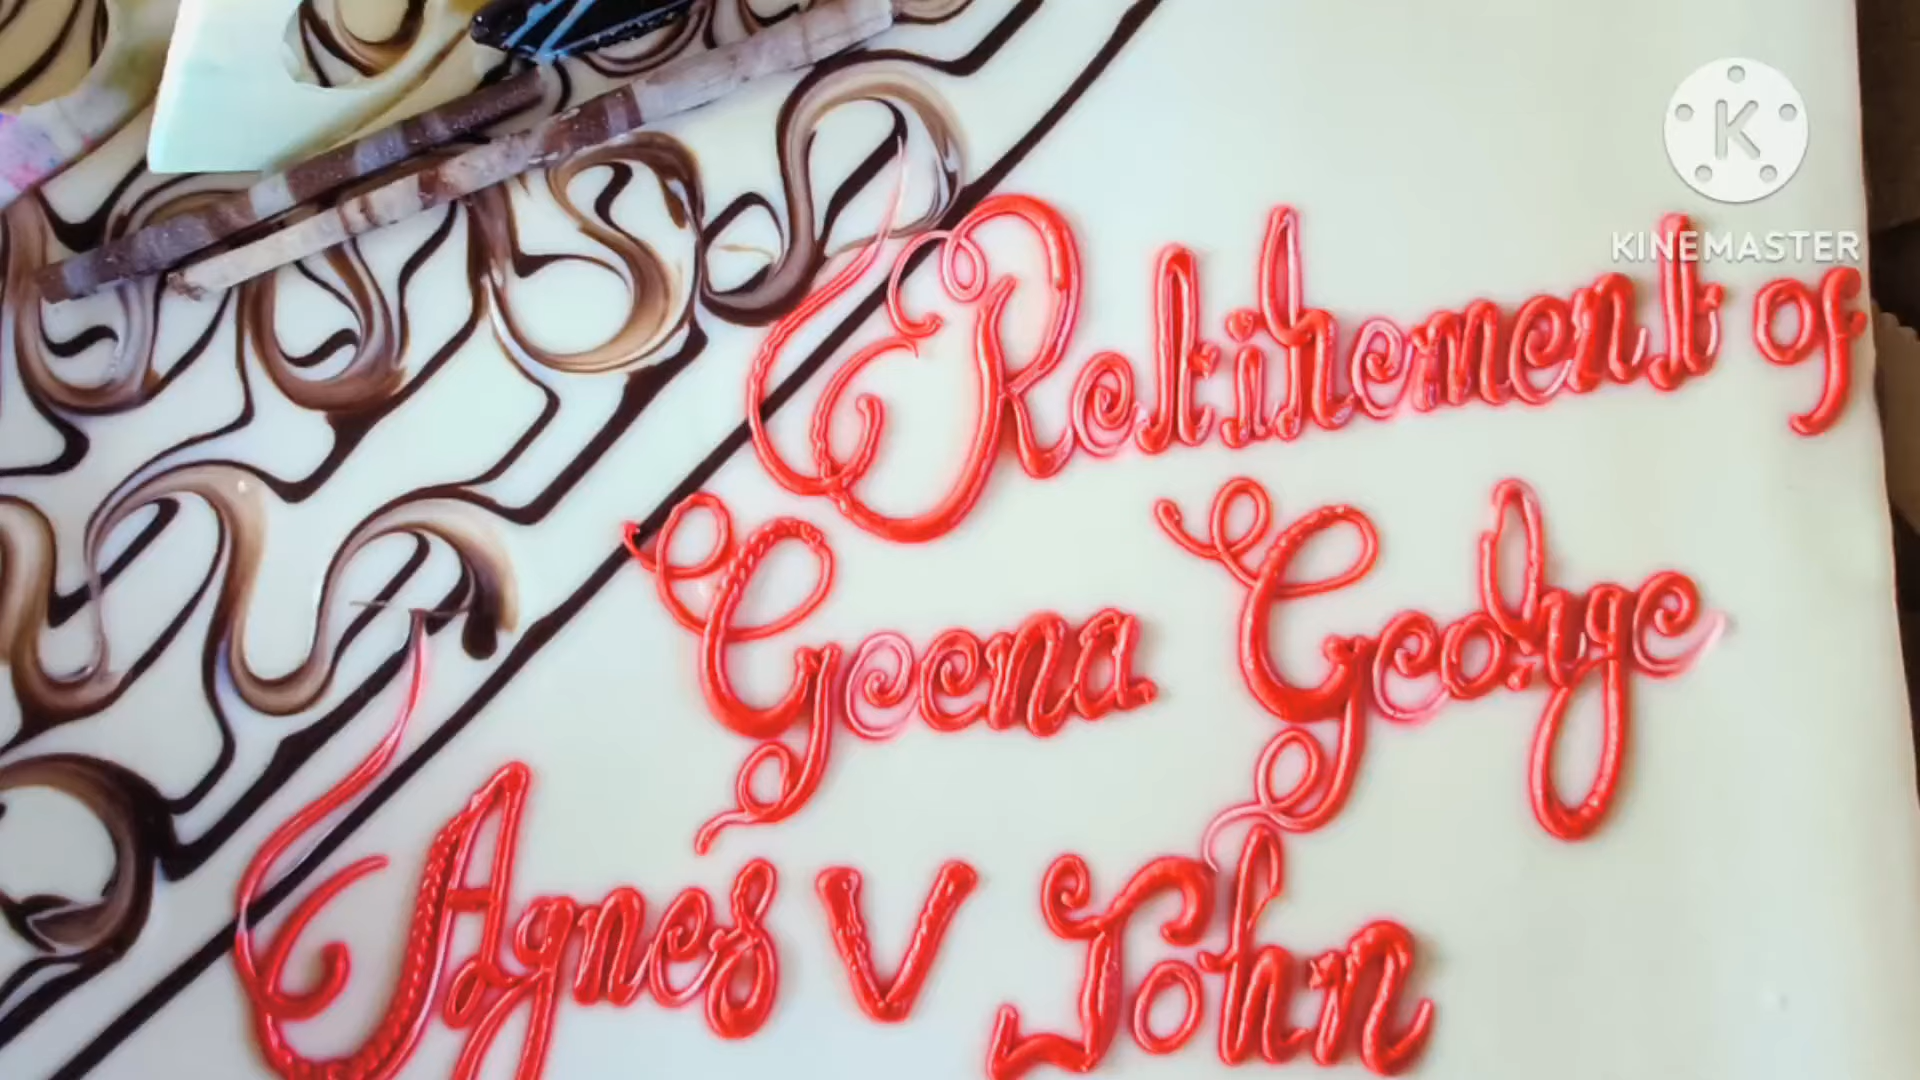 K
KINEMASTER
Retirement of
Geena George
Agnes V John